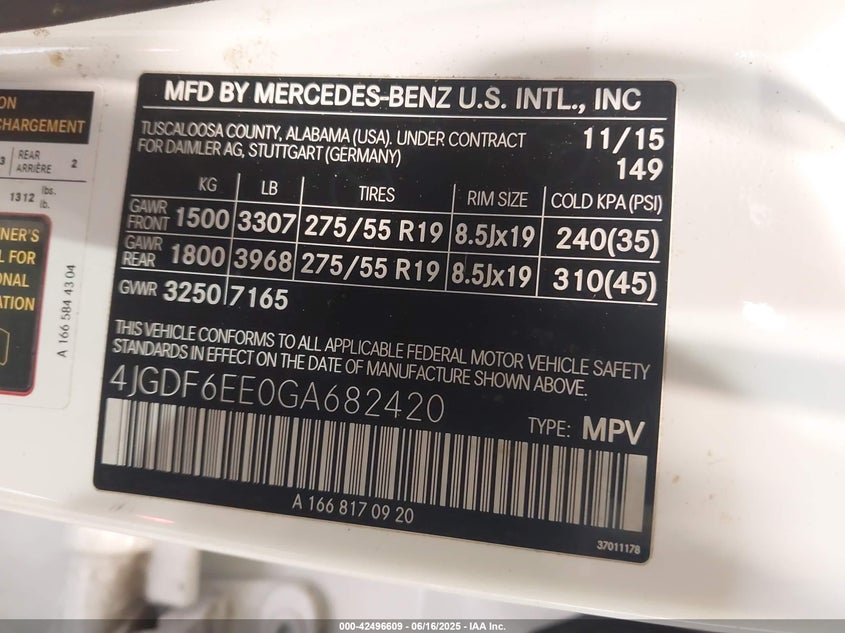 ON
CHARGEMENT
3 REAR ARRIÈRE 2
1312 lbs. lb.
NER'S
L FOR
ONAL
ATION
A 166 584 43 04
MFD BY MERCEDES-BENZ U.S. INTL., INC
TUSCALOOSA COUNTY, ALABAMA (USA). UNDER CONTRACT 11/15
FOR DAIMLER AG, STUTTGART (GERMANY) 149
KG LB TIRES RIM SIZE COLD KPA (PSI)
GAWR FRONT 1500 3307 275/55 R19 8.5Jx19 240(35)
GAWR REAR 1800 3968 275/55 R19 8.5Jx19 310(45)
GVWR 3250 7165
THIS VEHICLE CONFORMS TO ALL APPLICABLE FEDERAL MOTOR VEHICLE SAFETY
STANDARDS IN EFFECT ON THE DATE OF MANUFACTURE SHOWN ABOVE.
4JGDF6EE0GA682420
TYPE: MPV
A 166 817 09 20
37011178
000-42496609 - 06/16/2025 - IAA Inc.